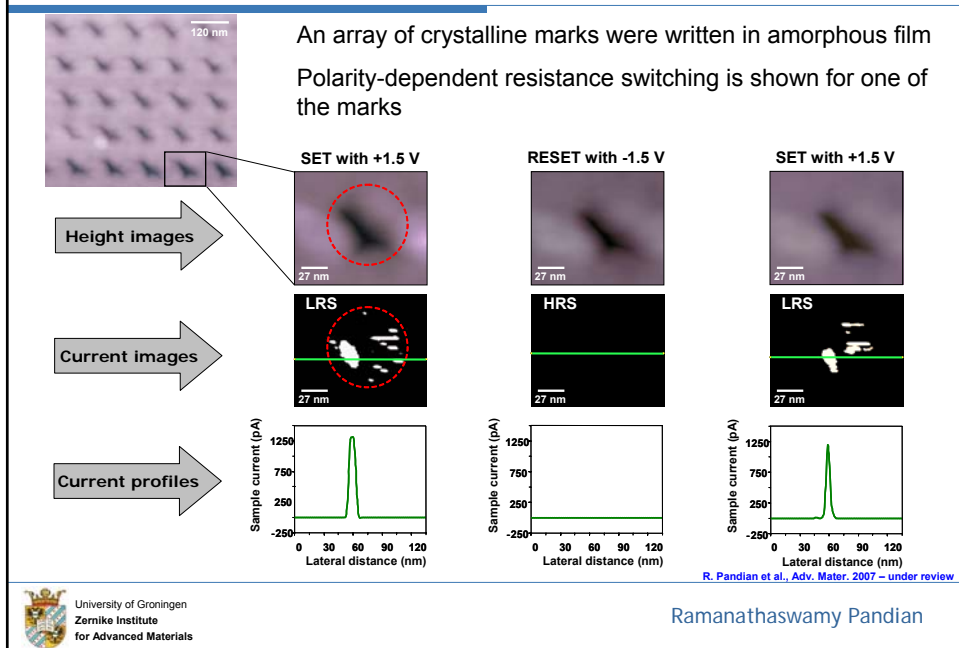 120 nm
An array of crystalline marks were written in amorphous film
Polarity-dependent resistance switching is shown for one of
the marks
SET with +1.5 V
RESET with -1.5 V
SET with +1.5 V
Height images
27 nm
27 nm
27 nm
Current images
LRS
27 nm
HRS
27 nm
LRS
27 nm
Current profiles
Sample current (pA)
1250
750
250
-250
0 30 60 90 120
Lateral distance (nm)
Sample current (pA)
1250
750
250
-250
0 30 60 90 120
Lateral distance (nm)
Sample current (pA)
1250
750
250
-250
0 30 60 90 120
Lateral distance (nm)
R. Pandian et al., Adv. Mater. 2007 – under review
University of Groningen
Zernike Institute
for Advanced Materials
Ramanathaswamy Pandian